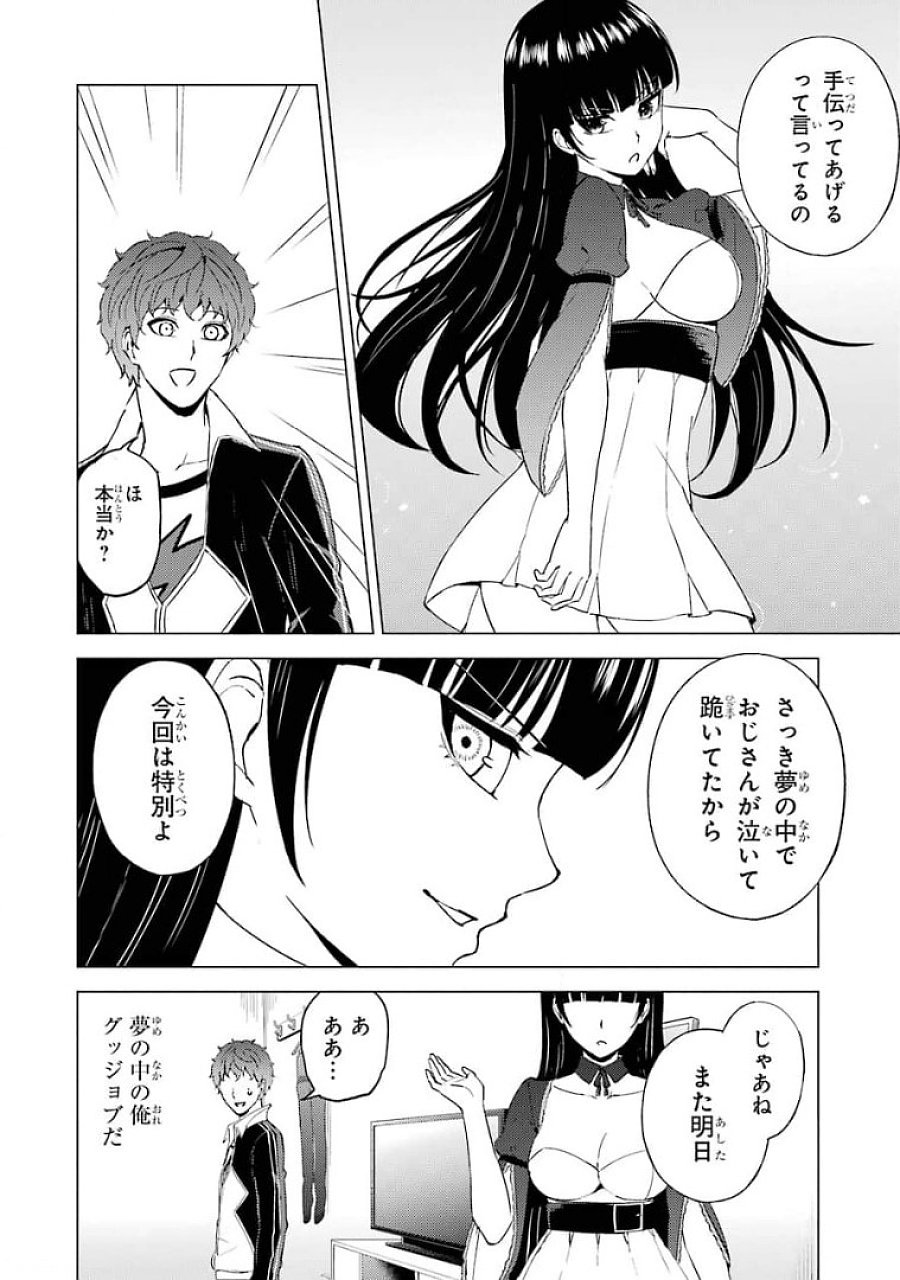 手伝ってあげる
って言ってるの
ほ
本当か？
さっき夢の中で
おじさんが泣いて
跪いてたから
今回は特別よ
じゃあね
また明日
あ
ああ…
夢の中の俺
グッジョブだ